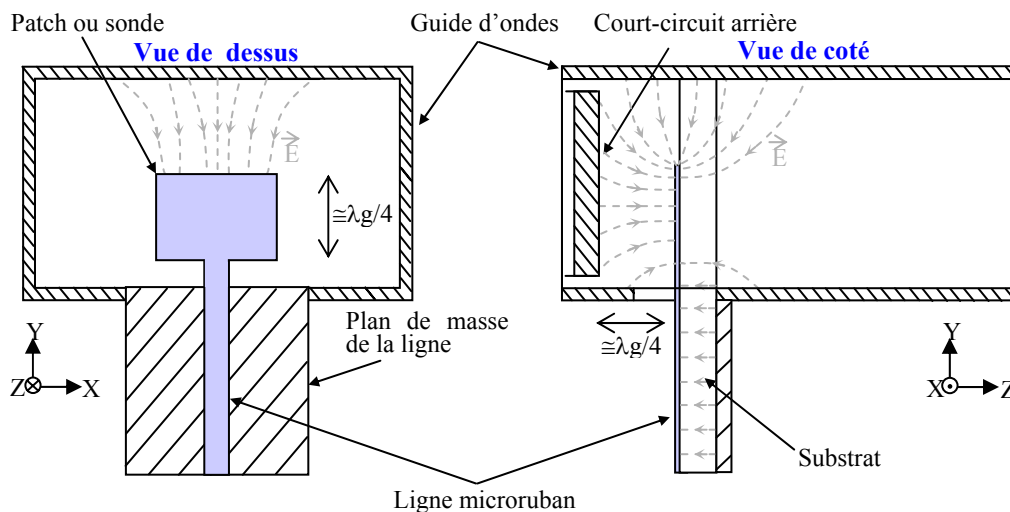 Patch ou sonde
Vue de dessus
Guide d'ondes
Court-circuit arrière
Vue de coté
E
≅λg/4
E
Plan de masse
de la ligne
≅λg/4
Y
Z X
Y
X Z
Substrat
Ligne microruban